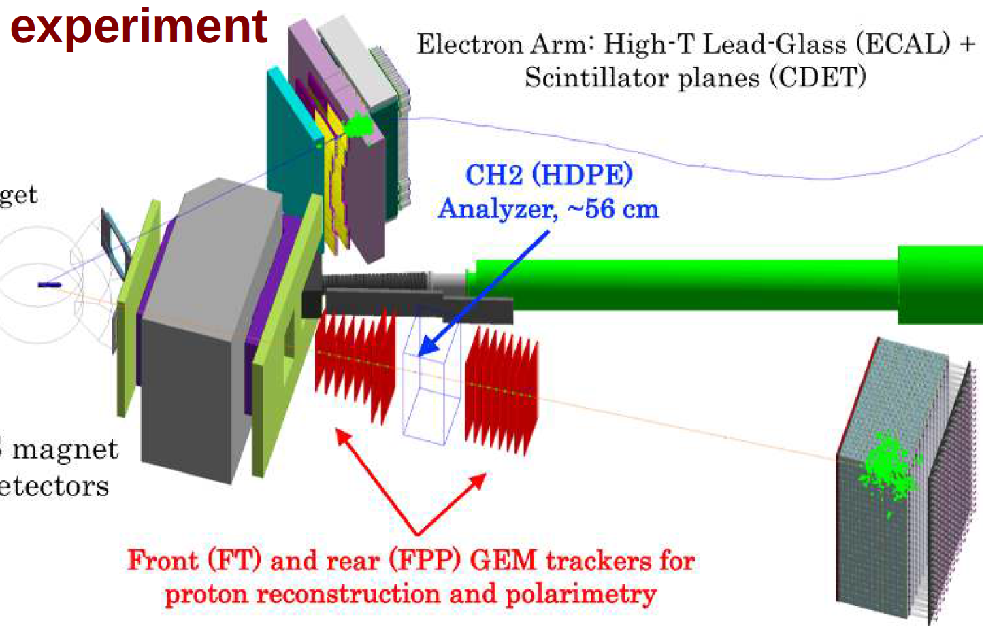 experiment
Electron Arm: High-T Lead-Glass (ECAL) +
Scintillator planes (CDET)
CH2 (HDPE)
Analyzer, ~56 cm
get
magnet
etectors
Front (FT) and rear (FPP) GEM trackers for
proton reconstruction and polarimetry